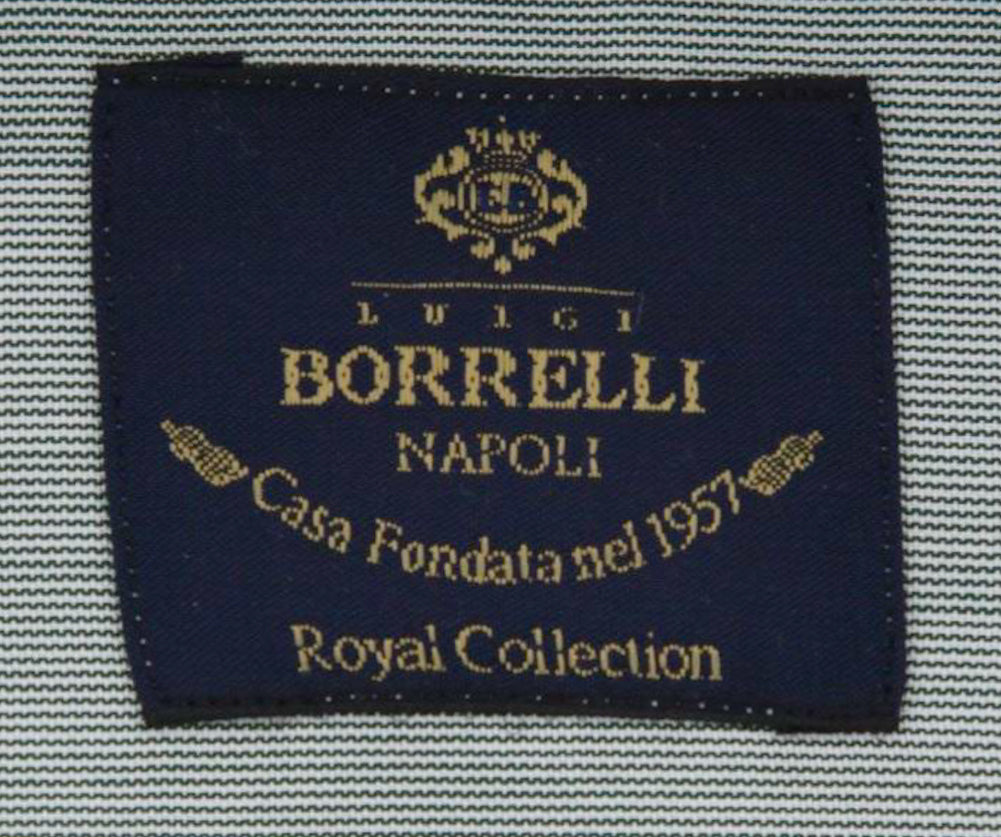 LUIGI
BORRELLI
NAPOLI
Casa Fondata nel 1957
Royal Collection